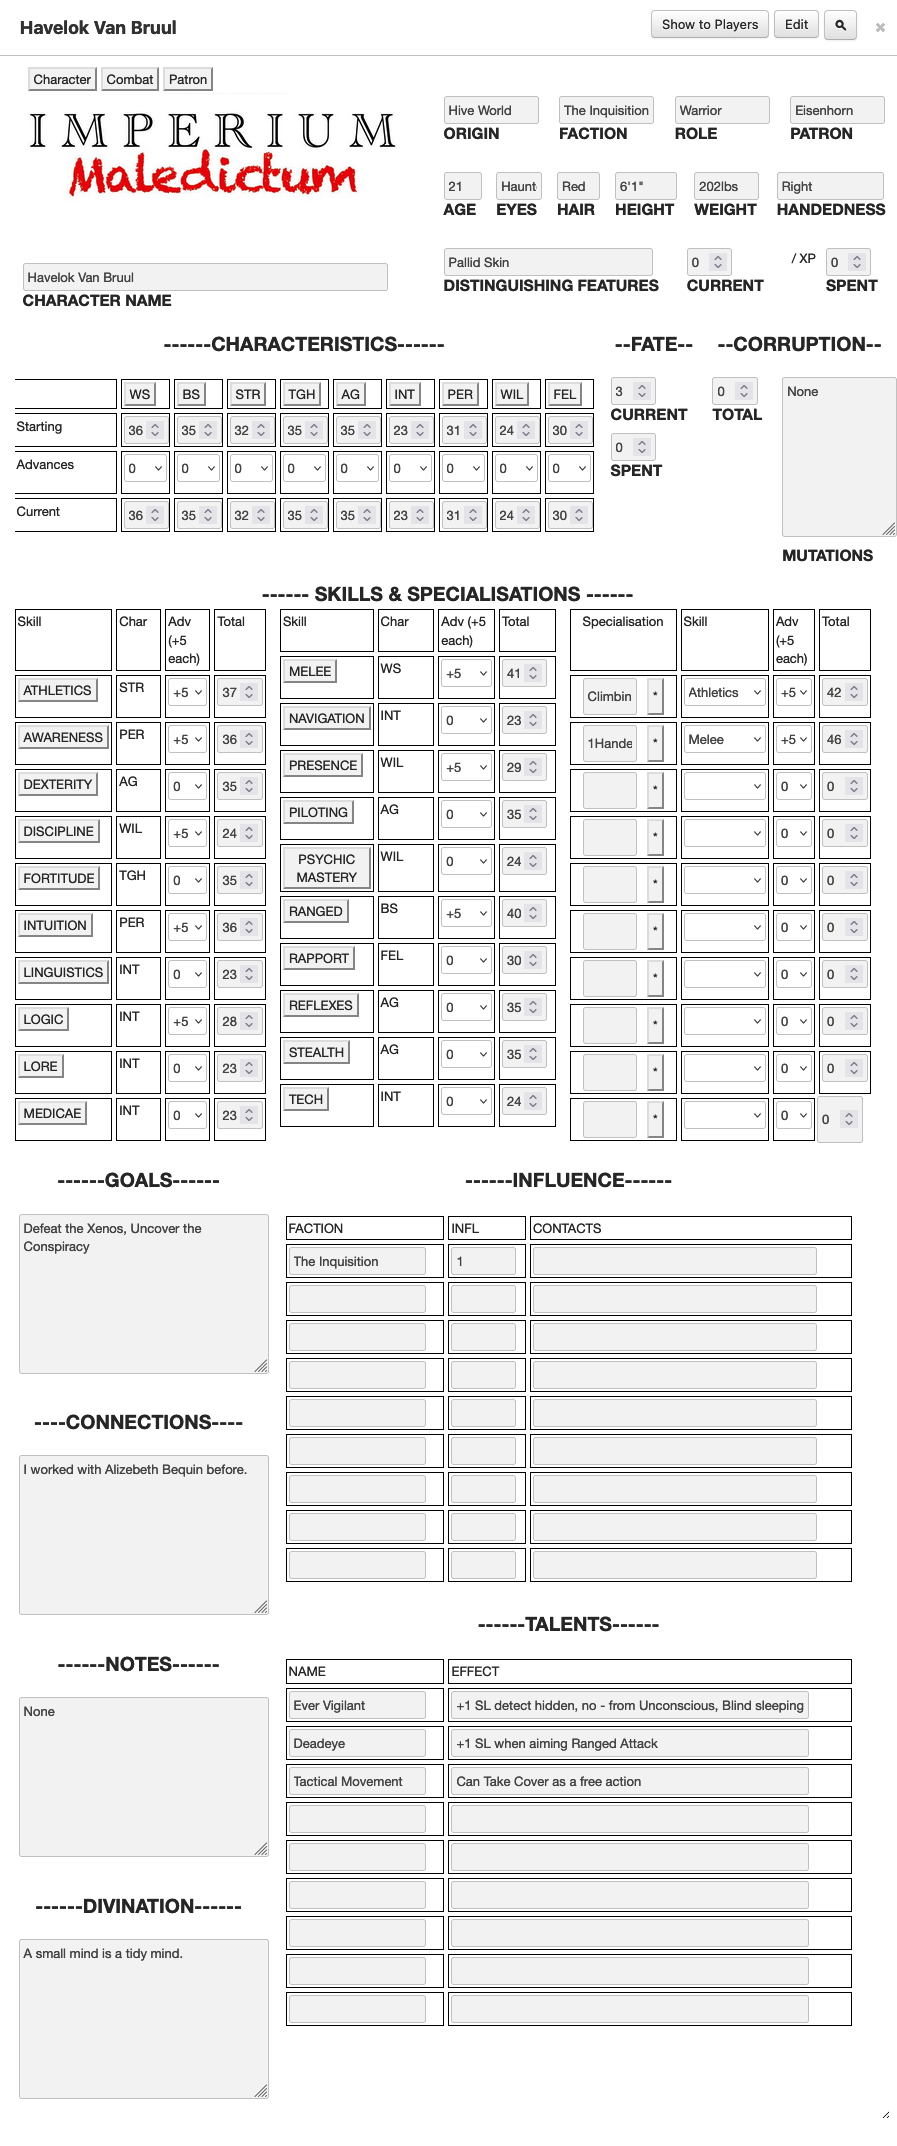 Havelok Van Bruul
Show to Players Edit
Character Combat Patron
IMPERIUM
Maledictum
Hive World The Inquisition Warrior Eisenhorn
ORIGIN FACTION ROLE PATRON
21 Haunt Red 6'1" 202lbs Right
AGE EYES HAIR HEIGHT WEIGHT HANDEDNESS
Havelok Van Bruul
CHARACTER NAME
Pallid Skin 0 / XP 0
DISTINGUISHING FEATURES CURRENT SPENT
------CHARACTERISTICS------
WS BS STR TGH AG INT PER WIL FEL
Starting 36 35 32 35 35 23 31 24 30
Advances 0 0 0 0 0 0 0 0 0
Current 36 35 32 35 35 23 31 24 30
--FATE--
3
CURRENT
0
SPENT
--CORRUPTION--
0
TOTAL
None
MUTATIONS
------ SKILLS & SPECIALISATIONS ------
Skill Char Adv (+5 each) Total
ATHLETICS STR +5 37
AWARENESS PER +5 36
DEXTERITY AG 0 35
DISCIPLINE WIL +5 24
FORTITUDE TGH 0 35
INTUITION PER +5 36
LINGUISTICS INT 0 23
LOGIC INT +5 28
LORE INT 0 23
MEDICAE INT 0 23
Skill Char Adv (+5 each) Total
MELEE WS +5 41
NAVIGATION INT 0 23
PRESENCE WIL +5 29
PILOTING AG 0 35
PSYCHIC MASTERY WIL 0 24
RANGED BS +5 40
RAPPORT FEL 0 30
REFLEXES AG 0 35
STEALTH AG 0 35
TECH INT 0 24
Specialisation Skill Adv (+5 each) Total
Climbin * Athletics +5 42
1Hande * Melee +5 46
* 0 0
* 0 0
* 0 0
* 0 0
* 0 0
* 0 0
* 0 0
* 0 0
------GOALS------
Defeat the Xenos, Uncover the
Conspiracy
----CONNECTIONS----
I worked with Alizebeth Bequin before.
------NOTES------
None
------DIVINATION------
A small mind is a tidy mind.
------INFLUENCE------
FACTION INFL CONTACTS
The Inquisition 1
------TALENTS------
NAME EFFECT
Ever Vigilant +1 SL detect hidden, no - from Unconscious, Blind sleeping
Deadeye +1 SL when aiming Ranged Attack
Tactical Movement Can Take Cover as a free action